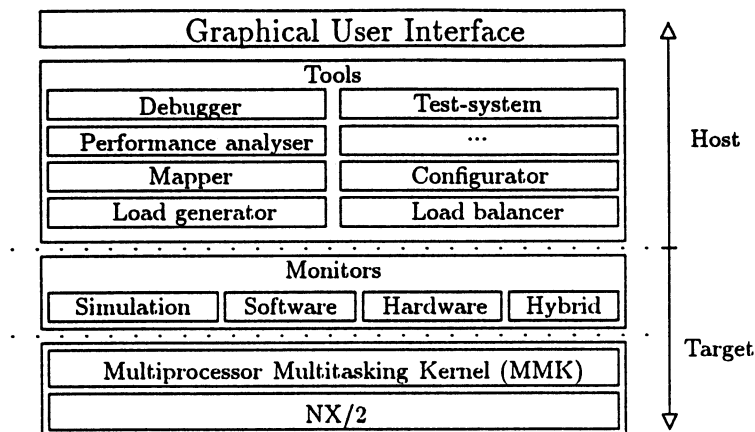 Graphical User Interface
Tools
Debugger
Test-system
Performance analyser
...
Mapper
Configurator
Load generator
Load balancer
Host
Monitors
Simulation
Software
Hardware
Hybrid
Target
Multiprocessor Multitasking Kernel (MMK)
NX/2